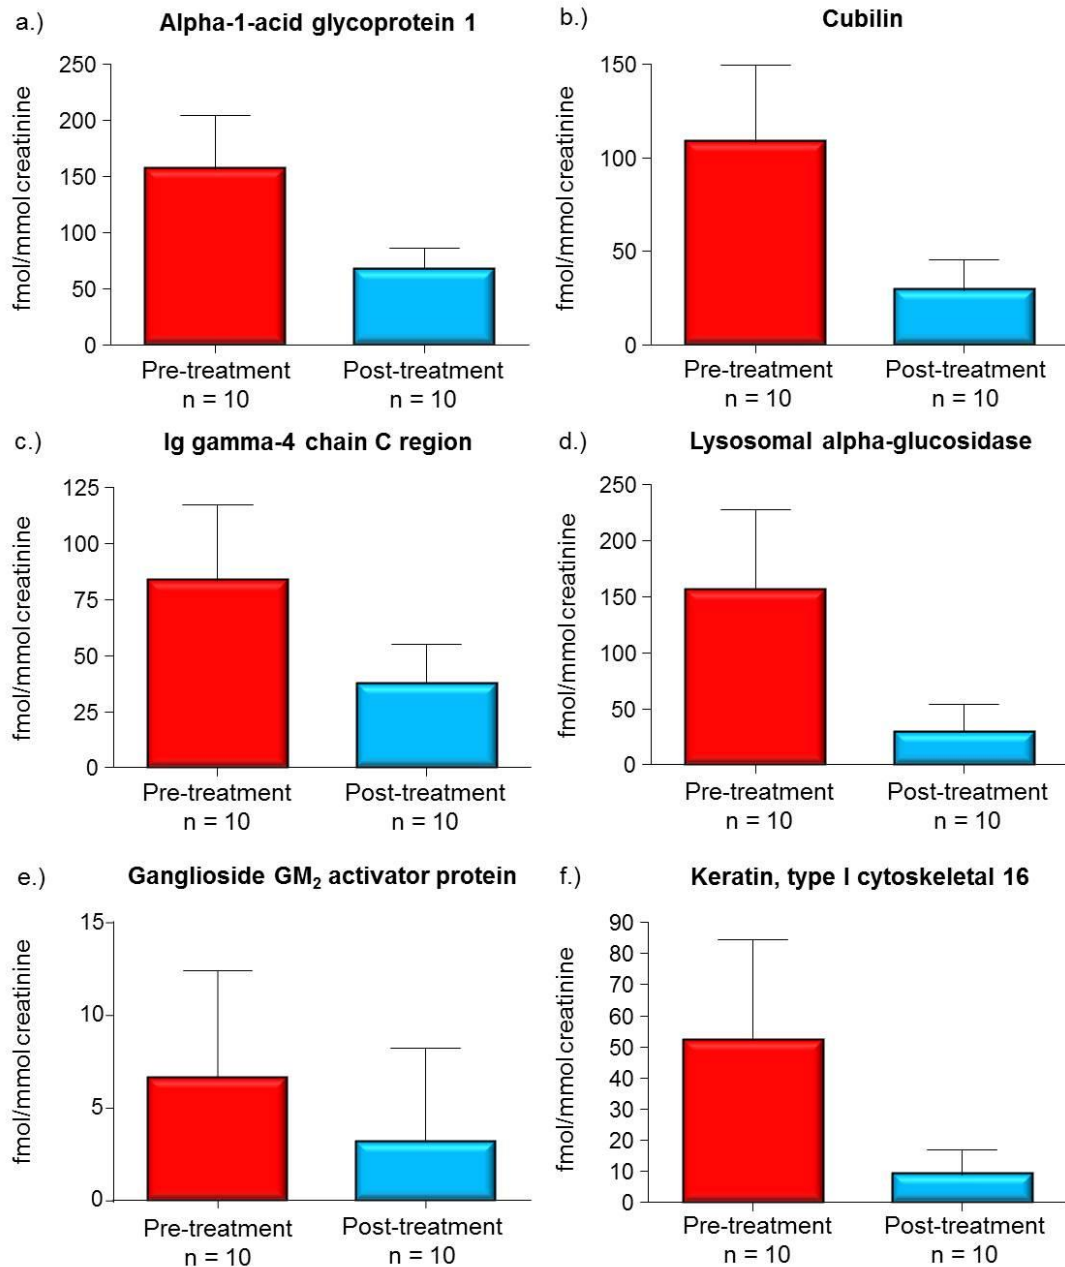 a.) Alpha-1-acid glycoprotein 1
fmol/mmol creatinine
250
200
150
100
50
0
Pre-treatment Post-treatment
n = 10 n = 10
b.) Cubilin
fmol/mmol creatinine
150
100
50
0
Pre-treatment Post-treatment
n = 10 n = 10
c.) Ig gamma-4 chain C region
fmol/mmol creatinine
125
100
75
50
25
0
Pre-treatment Post-treatment
n = 10 n = 10
d.) Lysosomal alpha-glucosidase
fmol/mmol creatinine
250
200
150
100
50
0
Pre-treatment Post-treatment
n = 10 n = 10
e.) Ganglioside GM₂ activator protein
fmol/mmol creatinine
15
10
5
0
Pre-treatment Post-treatment
n = 10 n = 10
f.) Keratin, type I cytoskeletal 16
fmol/mmol creatinine
90
80
70
60
50
40
30
20
10
0
Pre-treatment Post-treatment
n = 10 n = 10